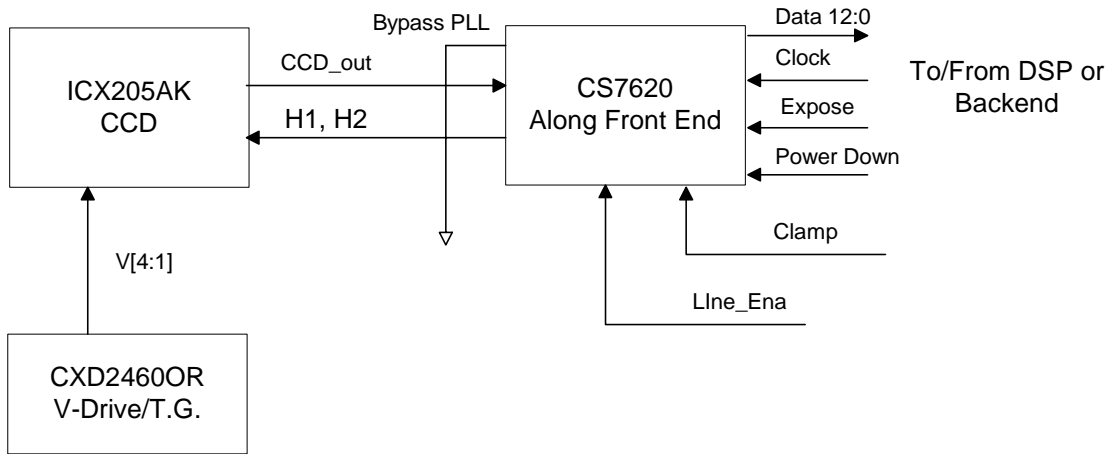 Bypass PLL
Data 12:0
CCD_out
Clock
ICX205AK
CCD
CS7620
Along Front End
To/From DSP or
Backend
H1, H2
Expose
Power Down
Clamp
V[4:1]
LIne_Ena
CXD2460OR
V-Drive/T.G.